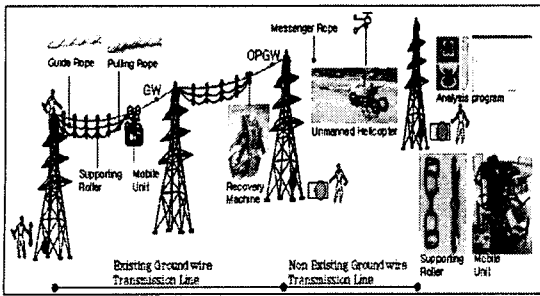 Messenger Rope
Guide Rope
Pulling Rope
OPGW
GW
Analysis program
Unmanned Helicopter
Supporting
Roller
Mobile
Unit
Recovery
Machine
Supporting
Roller
Mobile
Unit
Existing Ground wire
Transmission Line
Non Existing Ground wire
Transmission Line